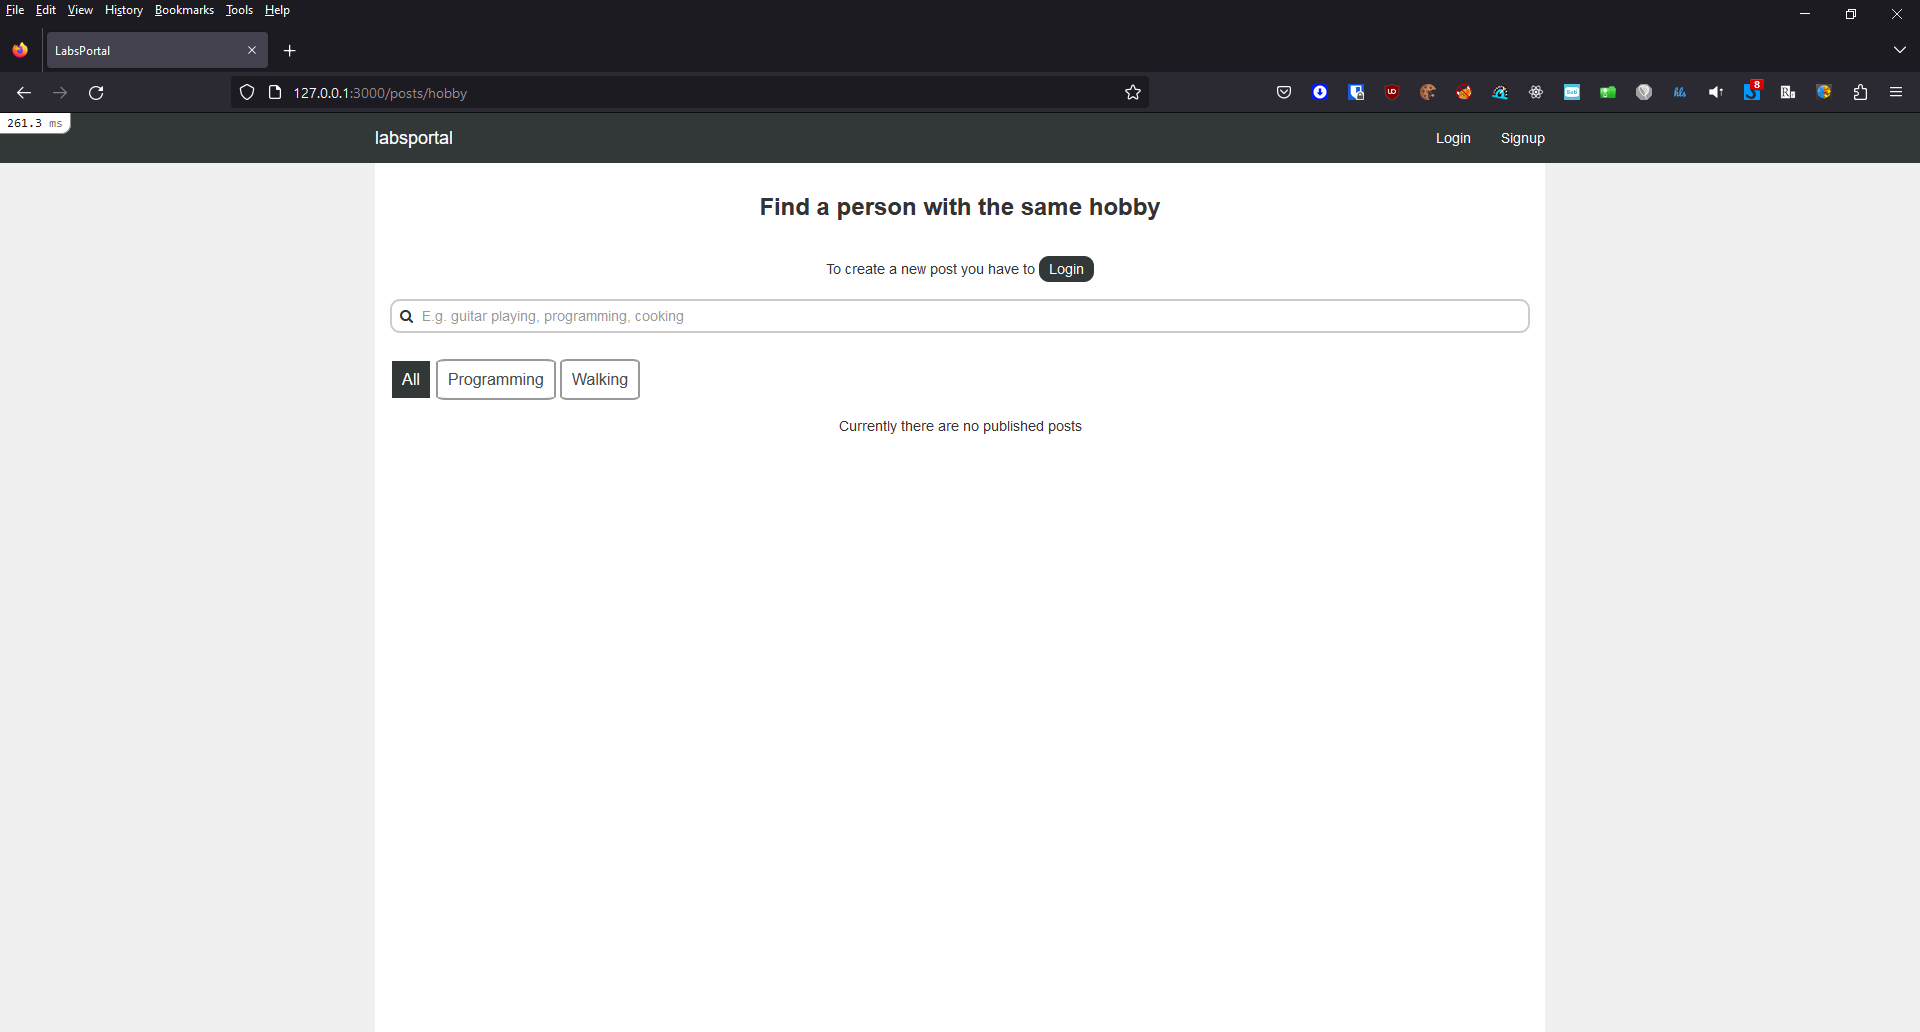 File Edit View History Bookmarks Tools Help
LabsPortal
127.0.0.1:3000/posts/hobby
8
261.3 ms
labsportal Login Signup
Find a person with the same hobby
To create a new post you have to Login
E.g. guitar playing, programming, cooking
All Programming Walking
Currently there are no published posts